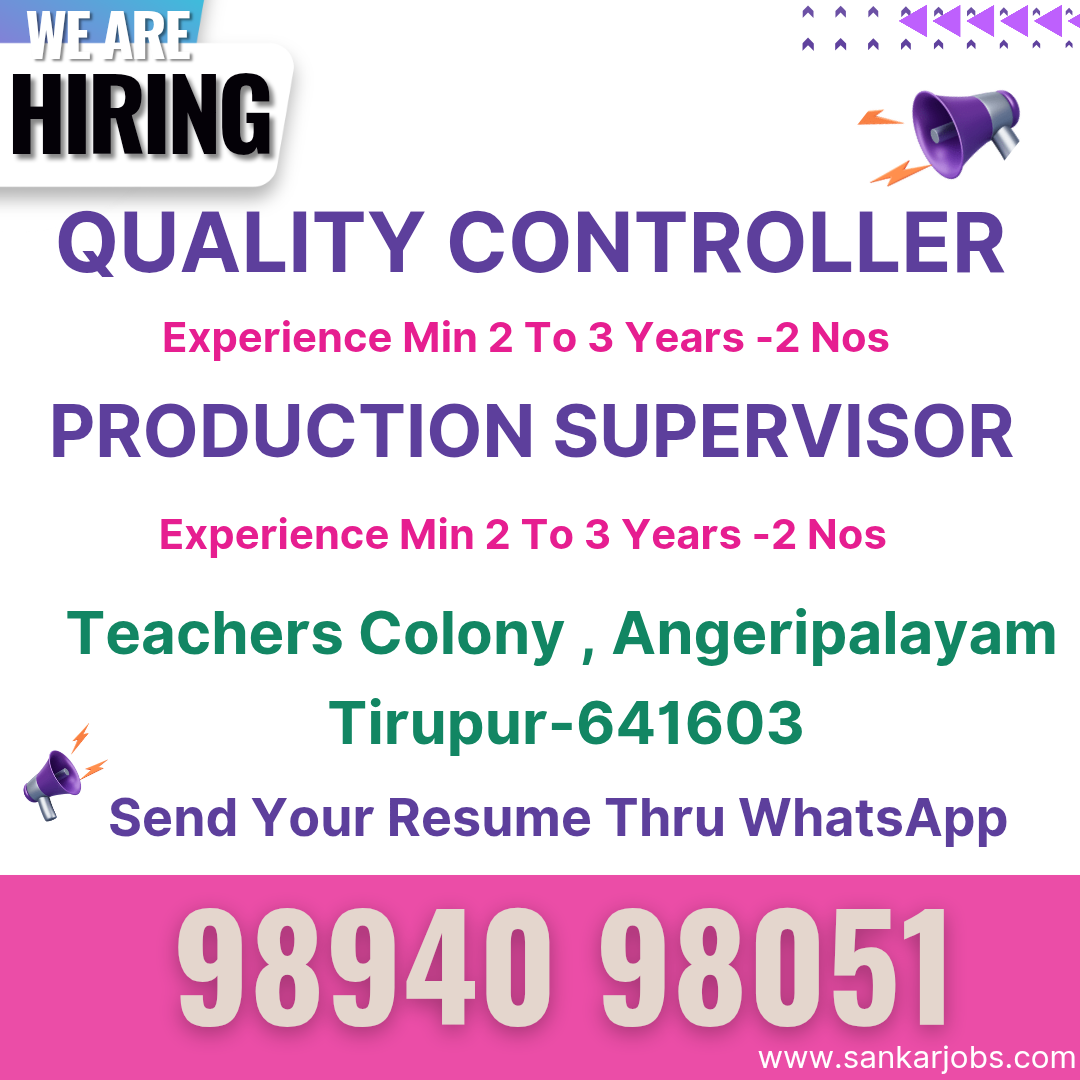 WE ARE
HIRING
QUALITY CONTROLLER
Experience Min 2 To 3 Years -2 Nos
PRODUCTION SUPERVISOR
Experience Min 2 To 3 Years -2 Nos
Teachers Colony , Angeripalayam
Tirupur-641603
Send Your Resume Thru WhatsApp
98940 98051
www.sankarjobs.com